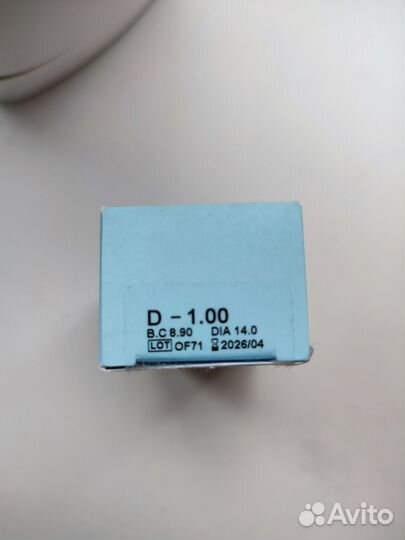 D -1.00
B.C 8.90 DIA 14.0
LOT OF71 2026/04
Avito